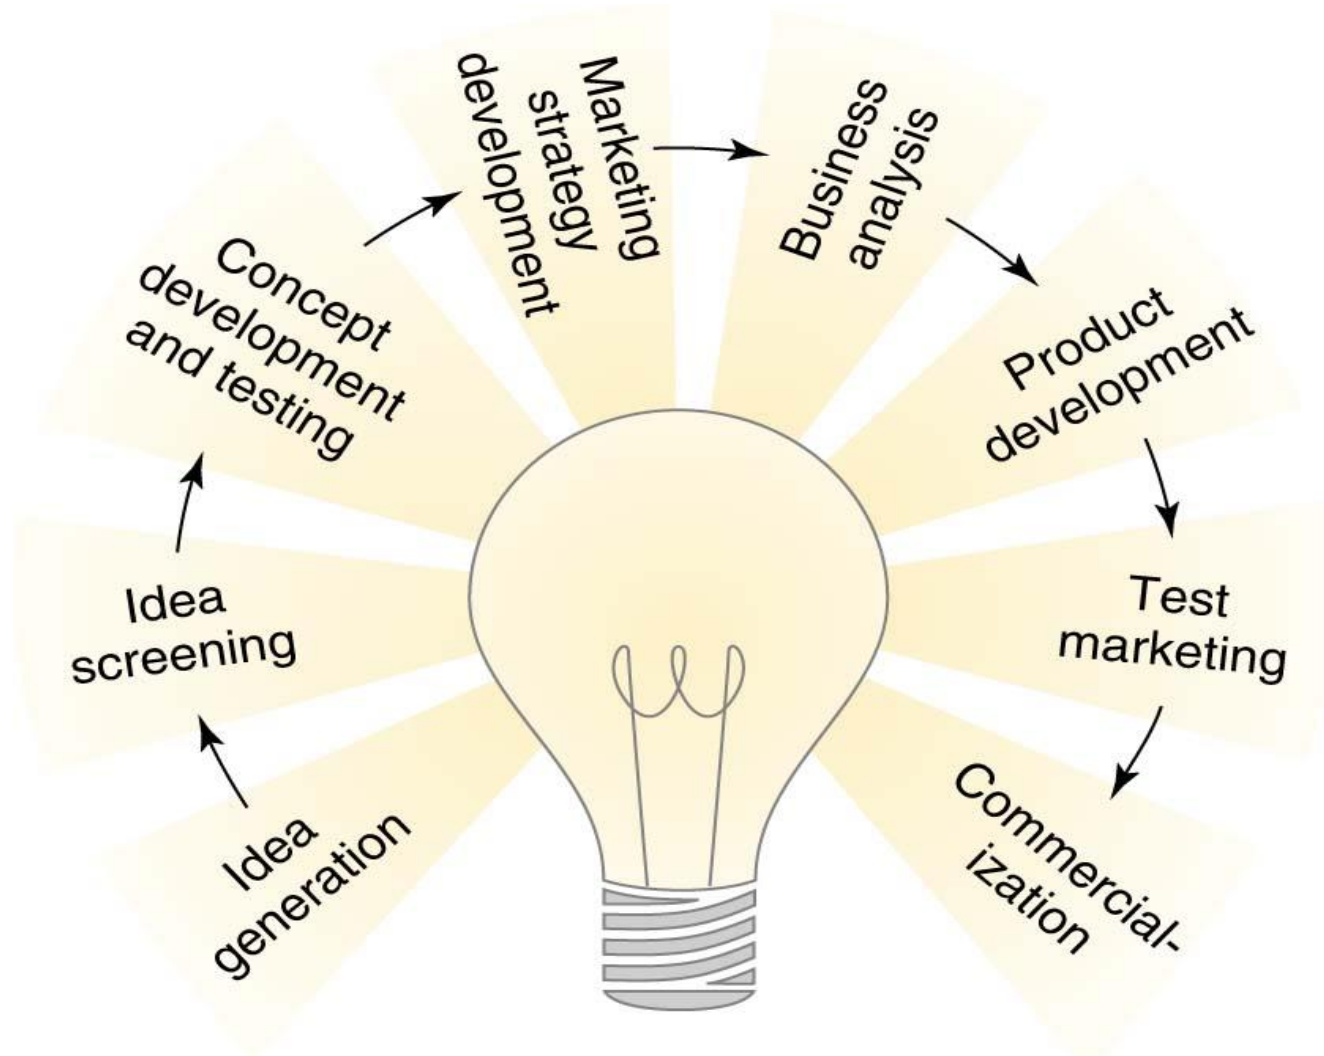 Idea
generation
Idea
screening
Concept
development
and testing
Marketing
strategy
development
Business
analysis
Product
development
Test
marketing
Commercial-
ization